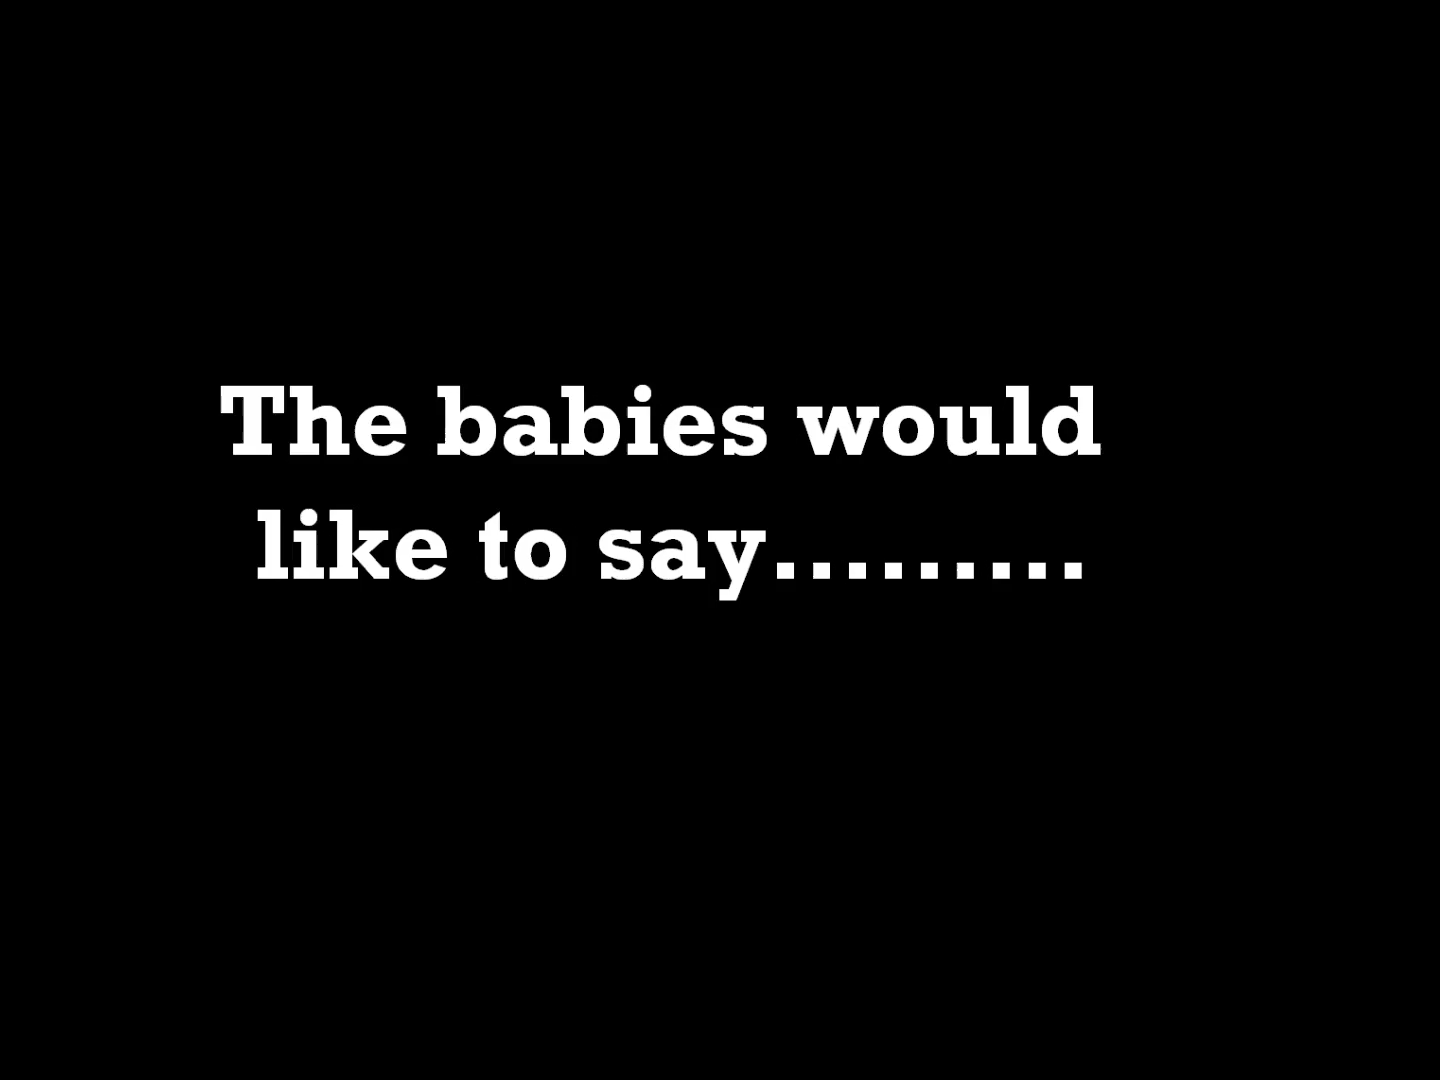 The babies would
like to say.........